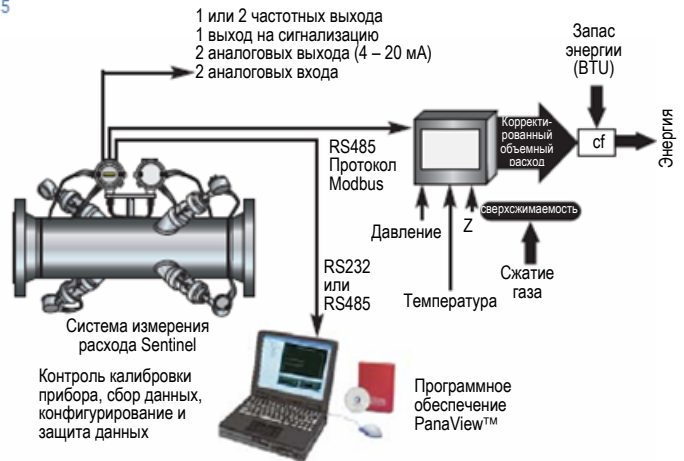 5
1 или 2 частотных выхода
1 выход на сигнализацию
2 аналоговых выхода (4 – 20 мА)
2 аналоговых входа
Запас
энергии
(BTU)
Корректи-
рованный
объемный
расход
cf
Энергия
RS485
Протокол
Modbus
Давление
Z
сверхсжимаемость
Температура
Сжатие
газа
RS232
или
RS485
Система измерения
расхода Sentinel
Контроль калибровки
прибора, сбор данных,
конфигурирование и
защита данных
Программное
обеспечение
PanaView™